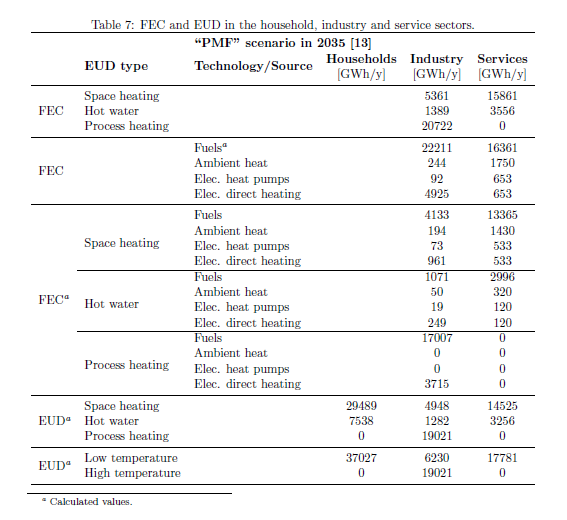 Table 7: FEC and EUD in the household, industry and service sectors.
“PMF” scenario in 2035 [13]
EUD type Technology/Source Households Industry Services
[GWh/y] [GWh/y] [GWh/y]
FEC Space heating 5361 15861
Hot water 1389 3556
Process heating 20722 0
FEC Fuelsᵃ 22211 16361
Ambient heat 244 1750
Elec. heat pumps 92 653
Elec. direct heating 4925 653
FECᵃ Space heating Fuels 4133 13365
Ambient heat 194 1430
Elec. heat pumps 73 533
Elec. direct heating 961 533
Hot water Fuels 1071 2996
Ambient heat 50 320
Elec. heat pumps 19 120
Elec. direct heating 249 120
Process heating Fuels 17007 0
Ambient heat 0 0
Elec. heat pumps 0 0
Elec. direct heating 3715 0
EUDᵃ Space heating 29489 4948 14525
Hot water 7538 1282 3256
Process heating 0 19021 0
EUDᵃ Low temperature 37027 6230 17781
High temperature 0 19021 0
ᵃ Calculated values.